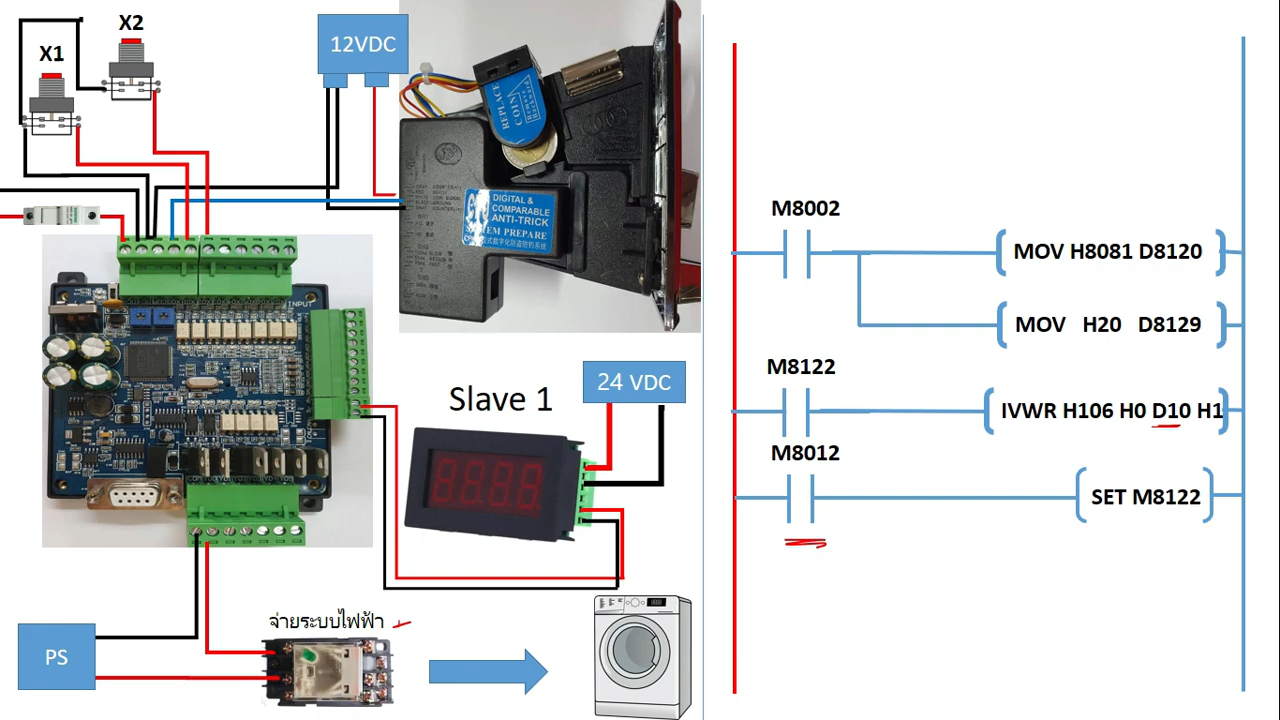 X2
X1
12VDC
REPLACE
COIN
DIGITAL &
COMPARABLE
ANTI-TRICK
SYSTEM PREPARE
INPUT
24 VDC
Slave 1
จ่ายระบบไฟฟ้า
PS
M8002
MOV H8081 D8120
MOV H20 D8129
M8122
IVWR H106 H0 D10 H1
M8012
SET M8122